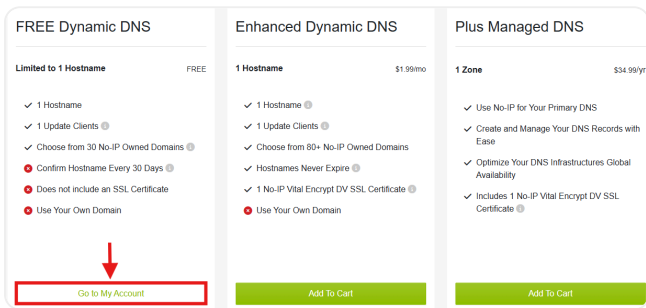 FREE Dynamic DNS
Limited to 1 Hostname FREE
1 Hostname
1 Update Clients
Choose from 30 No-IP Owned Domains
Confirm Hostname Every 30 Days
Does not include an SSL Certificate
Use Your Own Domain
Go to My Account
Enhanced Dynamic DNS
1 Hostname $1.99/mo
1 Hostname
1 Update Clients
Choose from 80+ No-IP Owned Domains
Hostnames Never Expire
1 No-IP Vital Encrypt DV SSL Certificate
Use Your Own Domain
Add To Cart
Plus Managed DNS
1 Zone $34.99/yr
Use No-IP for Your Primary DNS
Create and Manage Your DNS Records with
Ease
Optimize Your DNS Infrastructures Global
Availability
Includes 1 No-IP Vital Encrypt DV SSL
Certificate
Add To Cart